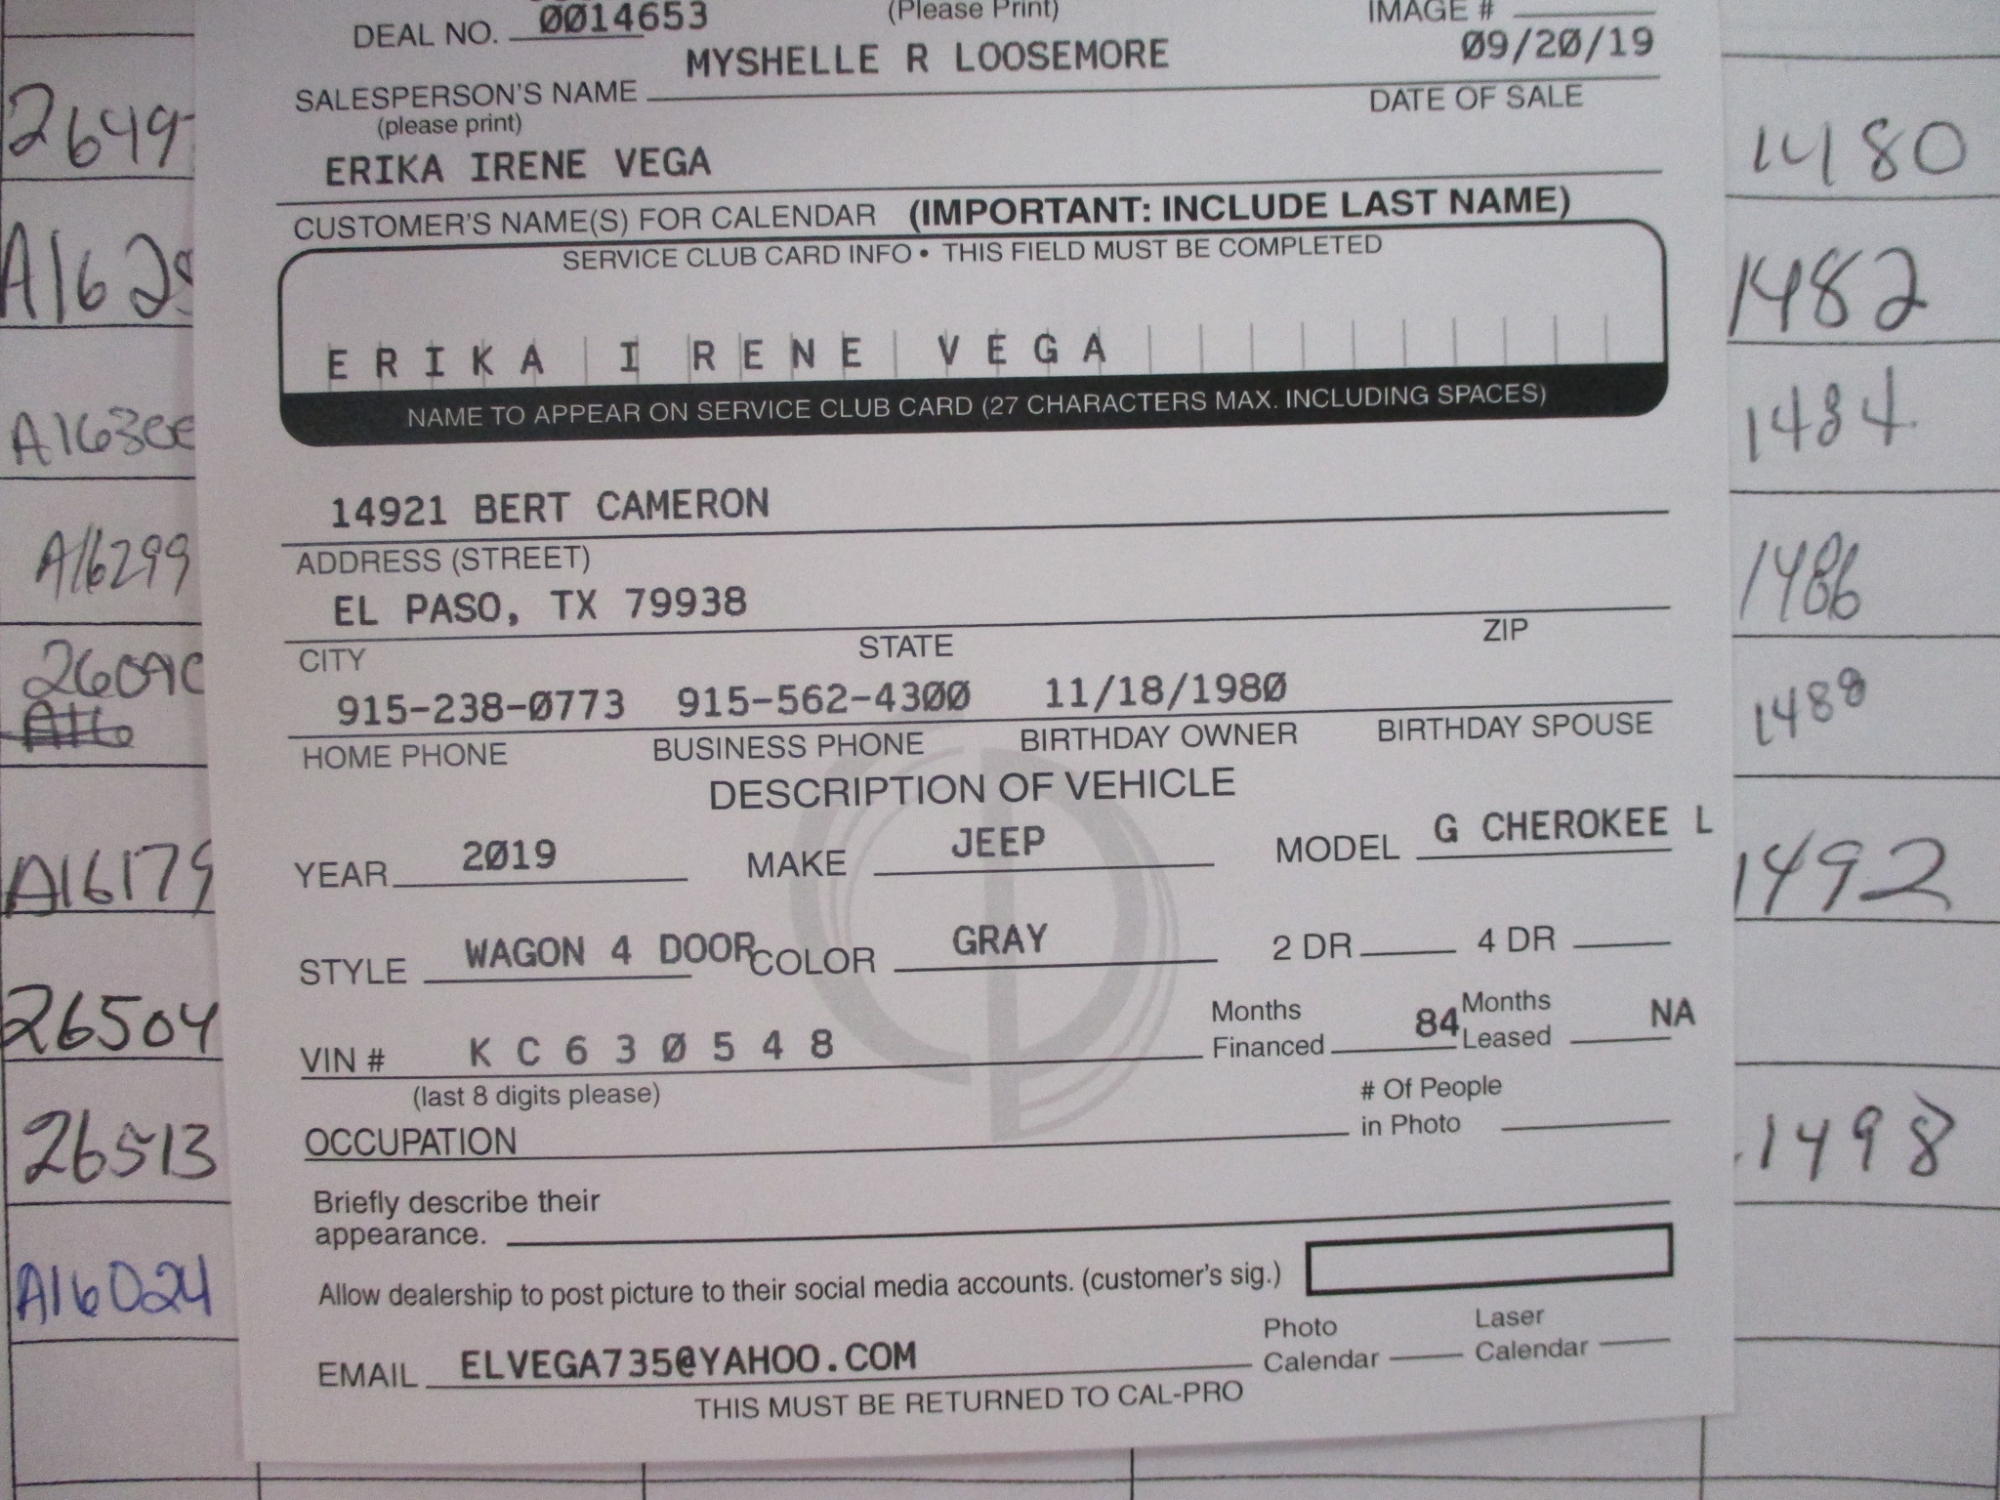 DEAL NO. 0014653 (Please Print) IMAGE #
MYSHELLE R LOOSEMORE 09/20/19
SALESPERSON'S NAME DATE OF SALE
(please print)
ERIKA IRENE VEGA
CUSTOMER'S NAME(S) FOR CALENDAR (IMPORTANT: INCLUDE LAST NAME)
SERVICE CLUB CARD INFO • THIS FIELD MUST BE COMPLETED
ERIKA IRENE VEGA
NAME TO APPEAR ON SERVICE CLUB CARD (27 CHARACTERS MAX. INCLUDING SPACES)
14921 BERT CAMERON
ADDRESS (STREET)
EL PASO, TX 79938
CITY STATE ZIP
915-238-0773 915-562-4300 11/18/1980
HOME PHONE BUSINESS PHONE BIRTHDAY OWNER BIRTHDAY SPOUSE
DESCRIPTION OF VEHICLE
YEAR 2019 MAKE JEEP MODEL G CHEROKEE L
STYLE WAGON 4 DOOR COLOR GRAY 2 DR 4 DR
VIN # KC630548 Months Financed 84 Months Leased NA
(last 8 digits please)
OCCUPATION # Of People in Photo
Briefly describe their
appearance.
Allow dealership to post picture to their social media accounts. (customer's sig.)
EMAIL ELVEGA735@YAHOO.COM Photo Calendar Laser Calendar
THIS MUST BE RETURNED TO CAL-PRO
A16299
26504
26513
A16024
1480
1482
1484
1486
1488
1492
1498